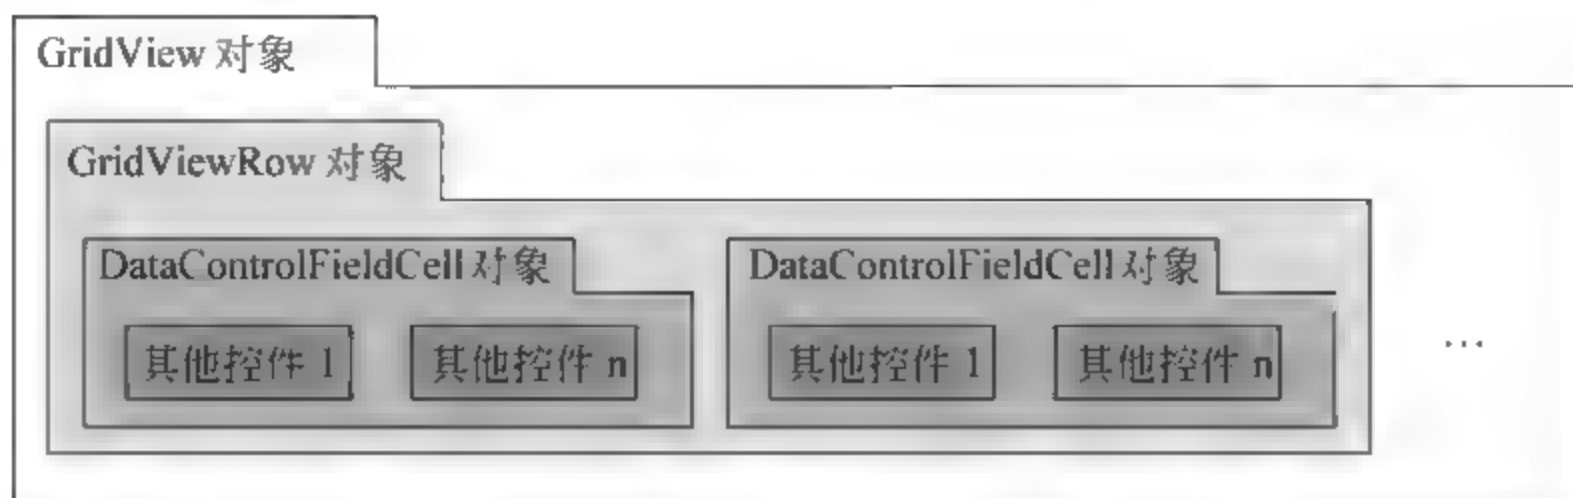 GridView 对象
GridViewRow 对象
DataControlFieldCell 对象 DataControlFieldCell 对象
其他控件 1 其他控件 n 其他控件 1 其他控件 n ...